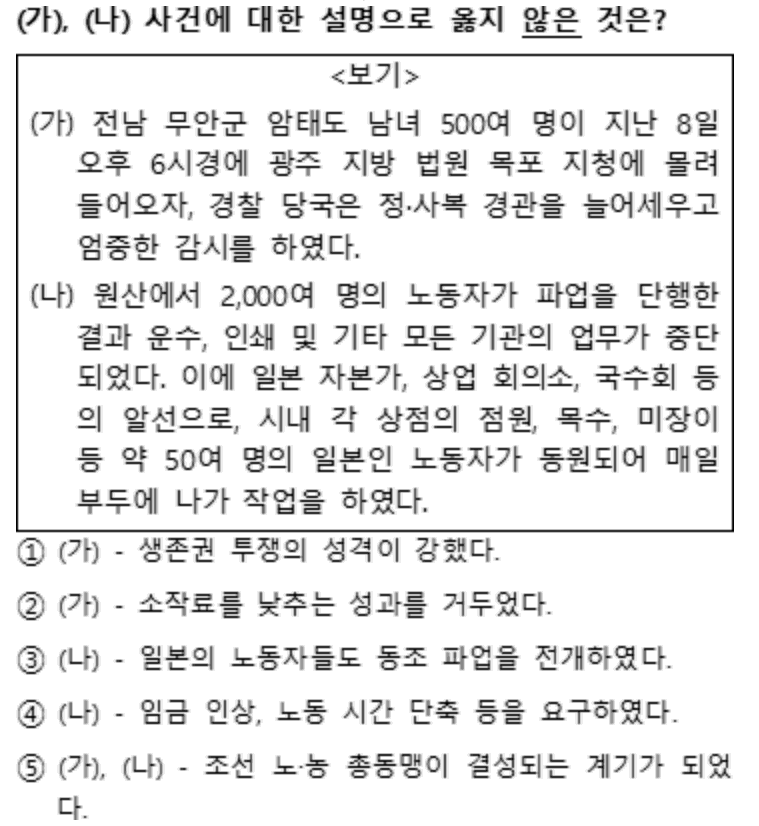 (가), (나) 사건에 대한 설명으로 옳지 않은 것은?
<보기>
(가) 전남 무안군 암태도 남녀 500여 명이 지난 8일
오후 6시경에 광주 지방 법원 목포 지청에 몰려
들어오자, 경찰 당국은 정·사복 경관을 늘어세우고
엄중한 감시를 하였다.
(나) 원산에서 2,000여 명의 노동자가 파업을 단행한
결과 운수, 인쇄 및 기타 모든 기관의 업무가 중단
되었다. 이에 일본 자본가, 상업 회의소, 국수회 등
의 알선으로, 시내 각 상점의 점원, 목수, 미장이
등 약 50여 명의 일본인 노동자가 동원되어 매일
부두에 나가 작업을 하였다.
① (가) - 생존권 투쟁의 성격이 강했다.
② (가) - 소작료를 낮추는 성과를 거두었다.
③ (나) - 일본의 노동자들도 동조 파업을 전개하였다.
④ (나) - 임금 인상, 노동 시간 단축 등을 요구하였다.
⑤ (가), (나) - 조선 노·농 총동맹이 결성되는 계기가 되었
다.